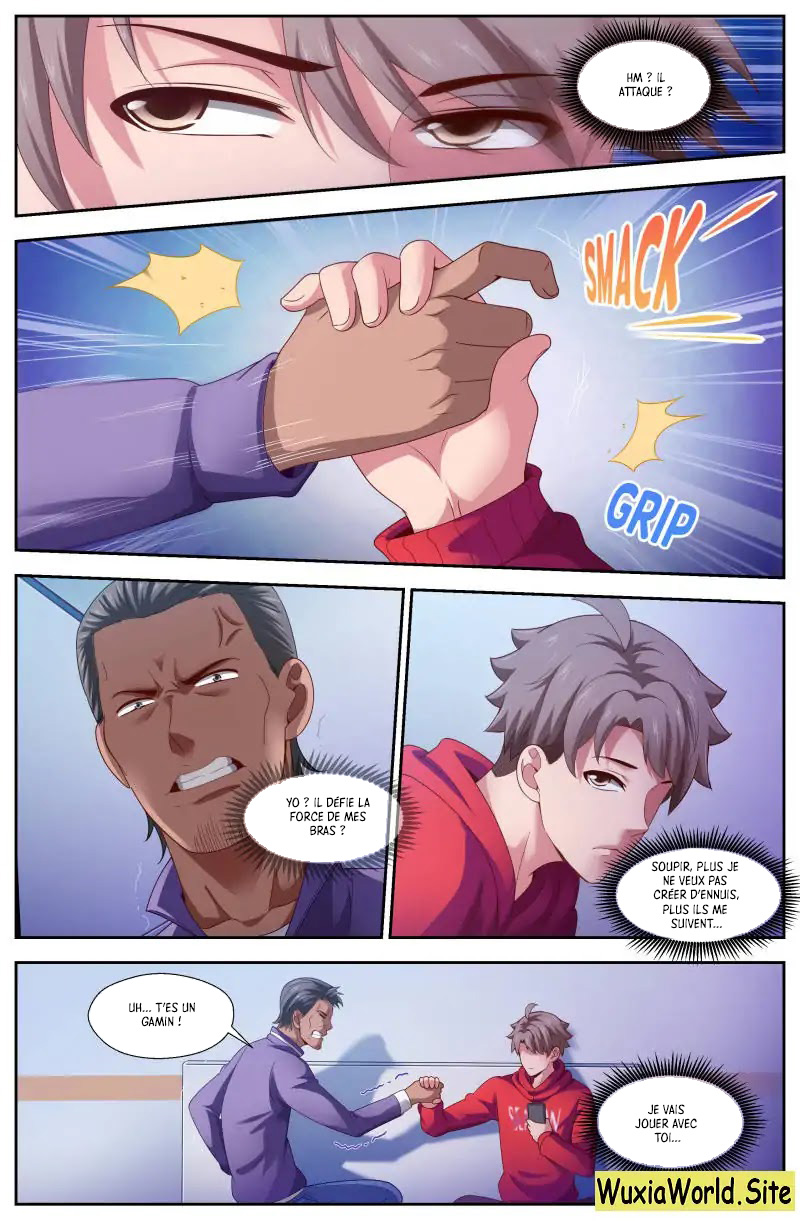 HM ? IL
ATTAQUE ?
SMACK
GRIP
YO ? IL DÉFIE LA
FORCE DE MES
BRAS ?
SOUPIR, PLUS JE
NE VEUX PAS
CRÉER D'ENNUIS,
PLUS ILS ME
SUIVENT...
UH... T'ES UN
GAMIN !
JE VAIS
JOUER AVEC
TOI...
WuxiaWorld.Site